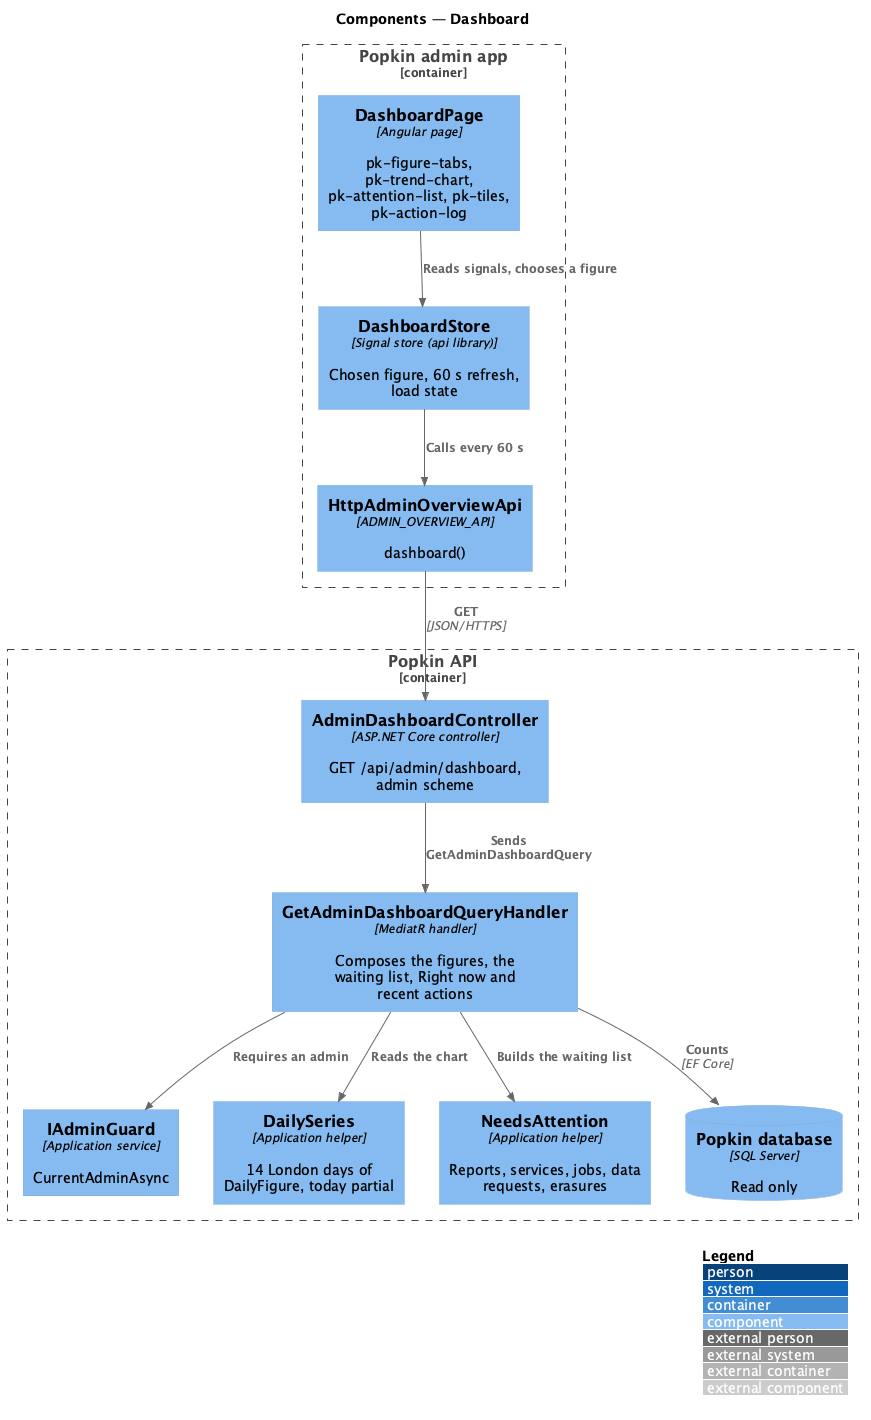 Components — Dashboard
Popkin admin app
[container]
DashboardPage
[Angular page]
pk-figure-tabs,
pk-trend-chart,
pk-attention-list, pk-tiles,
pk-action-log
Reads signals, chooses a figure
DashboardStore
[Signal store (api library)]
Chosen figure, 60 s refresh,
load state
Calls every 60 s
HttpAdminOverviewApi
[ADMIN_OVERVIEW_API]
dashboard()
GET
[JSON/HTTPS]
Popkin API
[container]
AdminDashboardController
[ASP.NET Core controller]
GET /api/admin/dashboard,
admin scheme
Sends
GetAdminDashboardQuery
GetAdminDashboardQueryHandler
[MediatR handler]
Composes the figures, the
waiting list, Right now and
recent actions
Requires an admin
Reads the chart
Builds the waiting list
Counts
[EF Core]
IAdminGuard
[Application service]
CurrentAdminAsync
DailySeries
[Application helper]
14 London days of
DailyFigure, today partial
NeedsAttention
[Application helper]
Reports, services, jobs, data
requests, erasures
Popkin database
[SQL Server]
Read only
Legend
person
system
container
component
external person
external system
external container
external component